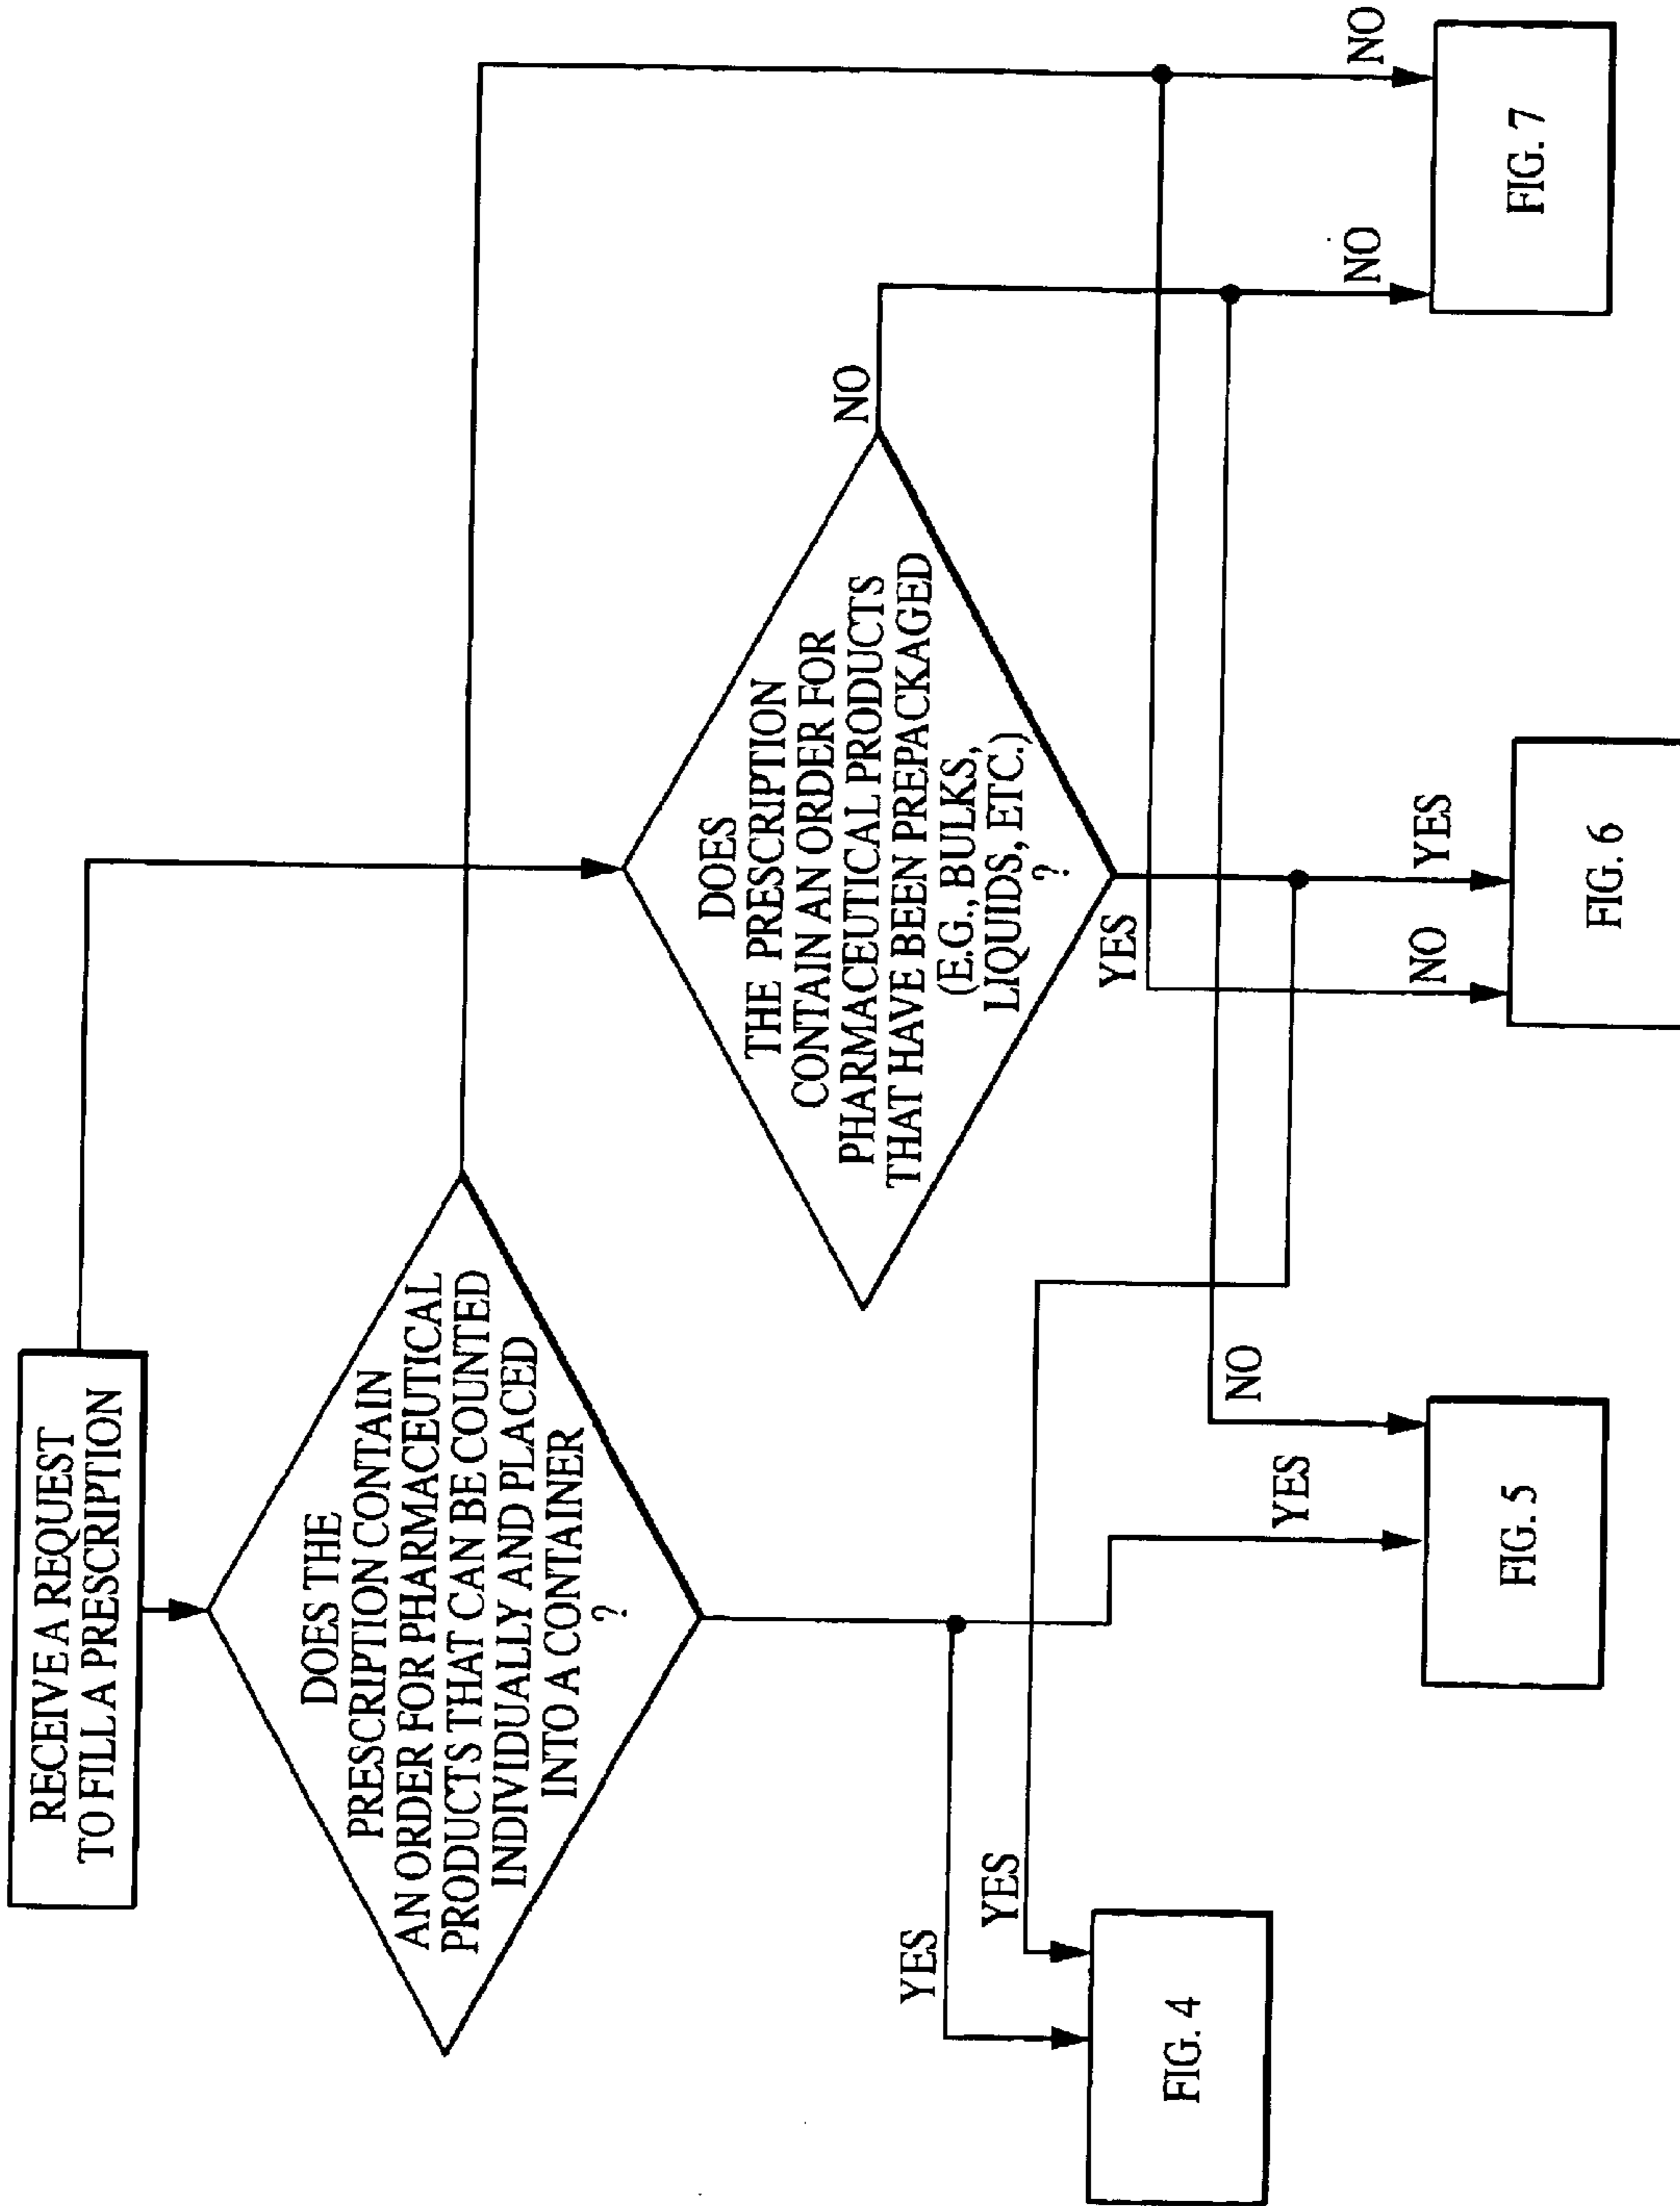 RECEIVE A REQUEST
TO FILL A PRESCRIPTION
DOES THE
PRESCRIPTION CONTAIN
AN ORDER FOR PHARMACEUTICAL
PRODUCTS THAT CAN BE COUNTED
INDIVIDUALLY AND PLACED
INTO A CONTAINER
?
DOES
THE PRESCRIPTION
CONTAIN AN ORDER FOR
PHARMACEUTICAL PRODUCTS
THAT HAVE BEEN PREPACKAGED
(E.G., BULKS,
LIQUIDS, ETC.)
?
NO
YES
YES
YES
YES
NO
NO
YES
NO
NO
FIG. 4
FIG. 5
FIG. 6
FIG. 7